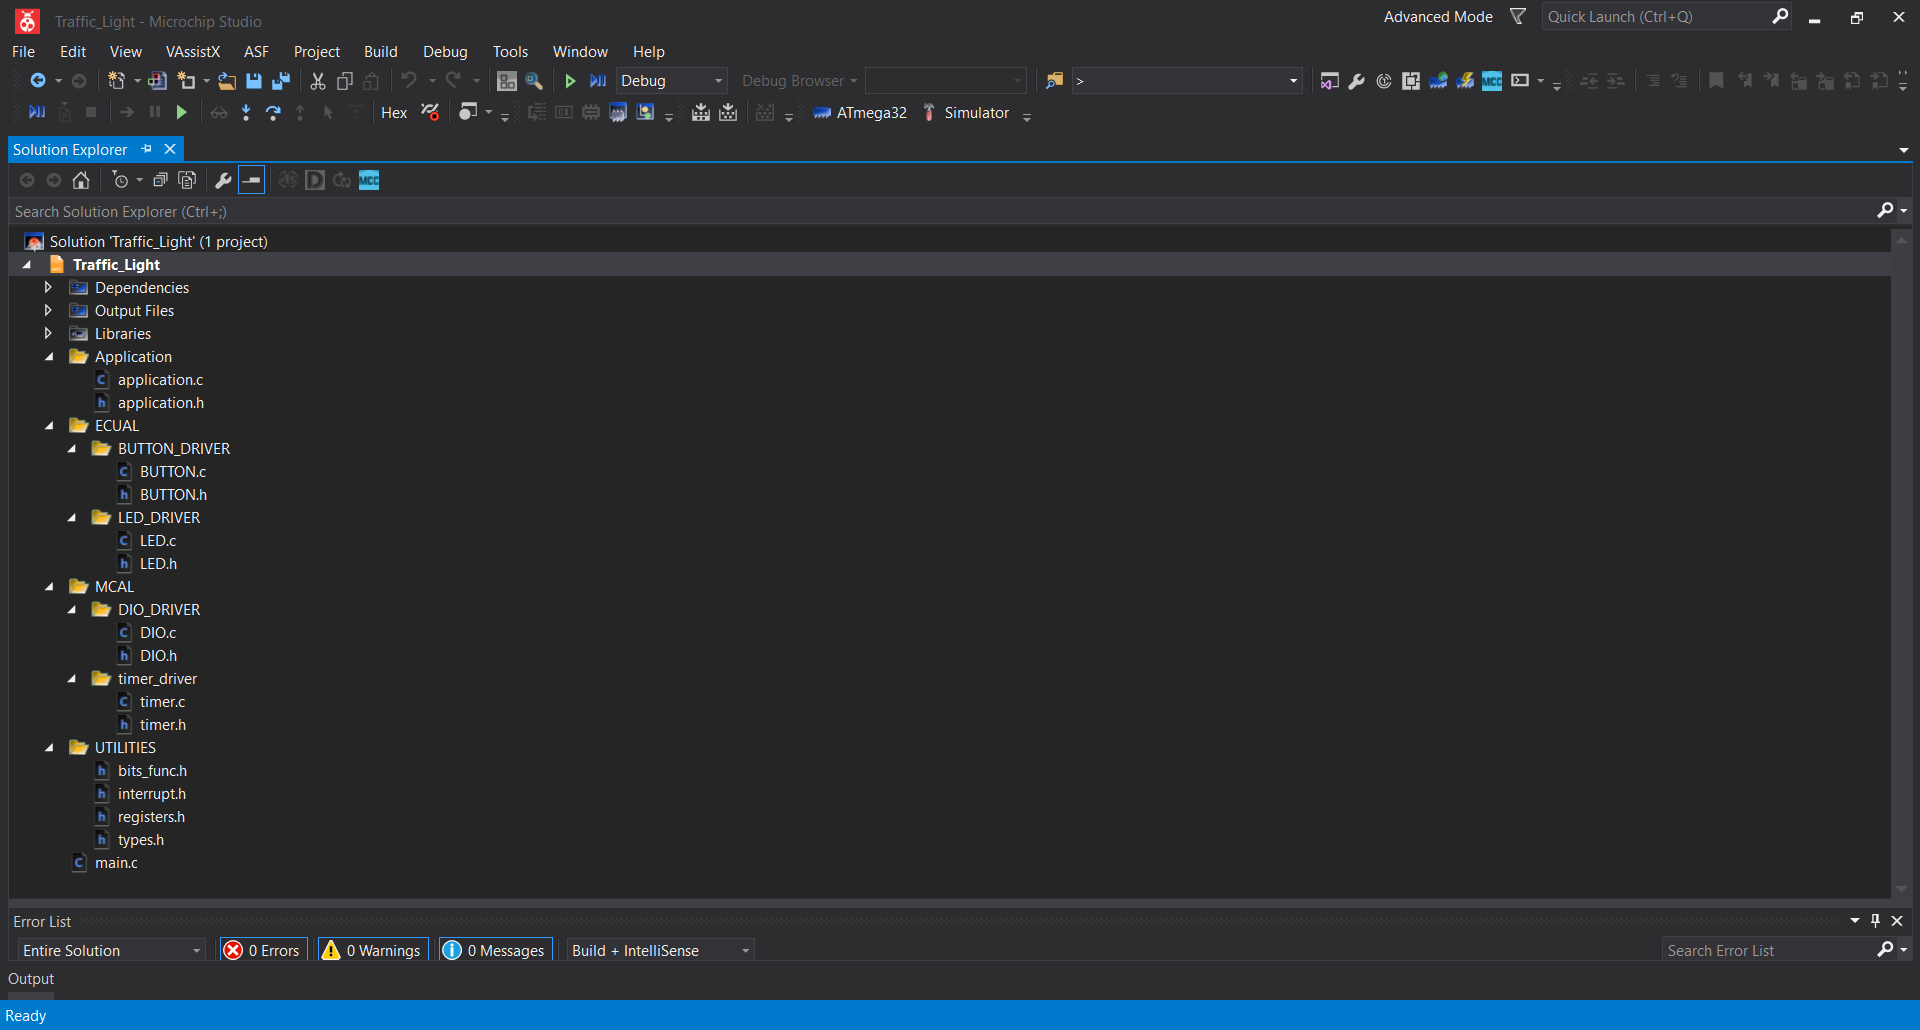 Traffic_Light - Microchip Studio
Advanced Mode
Quick Launch (Ctrl+Q)
File Edit View VAssistX ASF Project Build Debug Tools Window Help
Debug Debug Browser > MCC
Hex ATmega32 Simulator
Solution Explorer
MCC
Search Solution Explorer (Ctrl+;)
Solution 'Traffic_Light' (1 project)
Traffic_Light
Dependencies
Output Files
Libraries
Application
application.c
application.h
ECUAL
BUTTON_DRIVER
BUTTON.c
BUTTON.h
LED_DRIVER
LED.c
LED.h
MCAL
DIO_DRIVER
DIO.c
DIO.h
timer_driver
timer.c
timer.h
UTILITIES
bits_func.h
interrupt.h
registers.h
types.h
main.c
Error List
Entire Solution 0 Errors 0 Warnings 0 Messages Build + IntelliSense Search Error List
Output
Ready